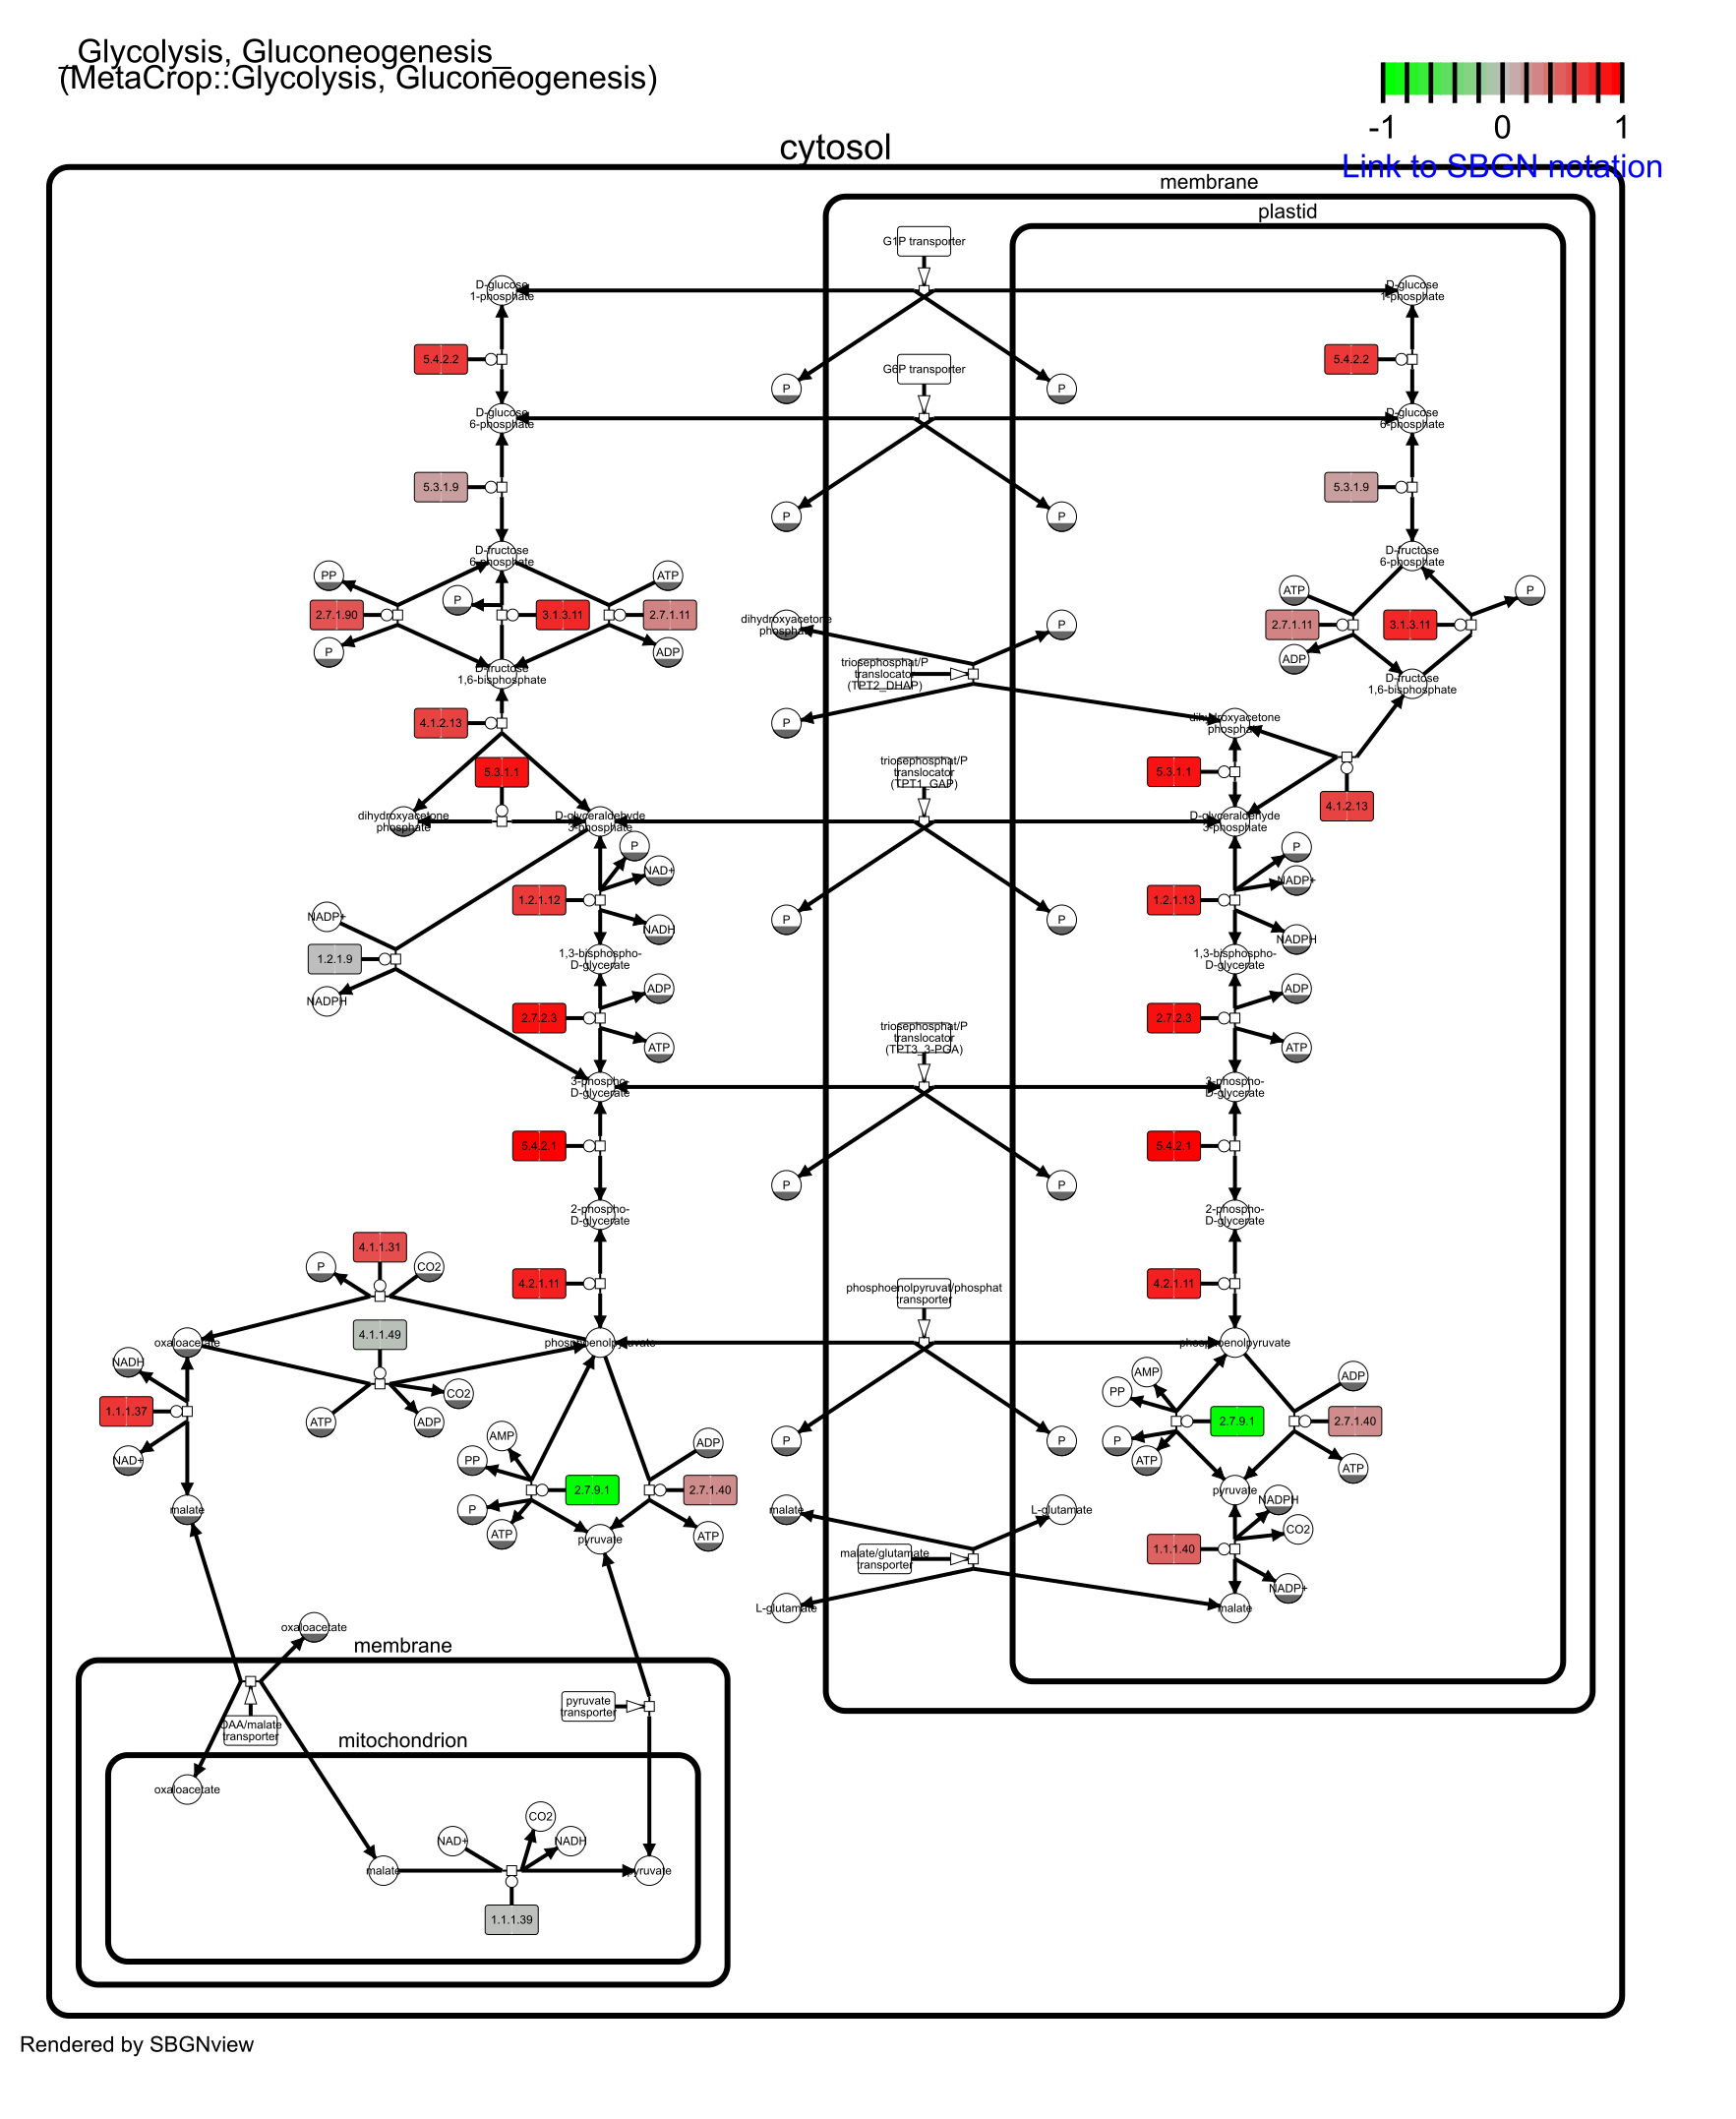 _Glycolysis, Gluconeogenesis_
(MetaCrop::Glycolysis, Gluconeogenesis)
-1 0 1
Link to SBGN notation
cytosol
membrane
plastid
G1P transporter
D-glucose
1-phosphate
D-glucose
1-phosphate
5.4.2.2
5.4.2.2
G6P transporter
P
P
D-glucose
6-phosphate
D-glucose
6-phosphate
5.3.1.9
5.3.1.9
P
P
D-fructose
6-phosphate
D-fructose
6-phosphate
PP
ATP
P
2.7.1.90
3.1.3.11
2.7.1.11
P
ADP
ATP
P
2.7.1.11
3.1.3.11
ADP
D-fructose
1,6-bisphosphate
D-fructose
1,6-bisphosphate
dihydroxyacetone
phosphate
P
triosephosphat/P
translocator
(TPT2_DHAP)
P
4.1.2.13
dihydroxyacetone
phosphate
5.3.1.1
triosephosphat/P
translocator
(TPT1_GAP)
5.3.1.1
4.1.2.13
dihydroxyacetone
phosphate
D-glyceraldehyde
3-phosphate
D-glyceraldehyde
3-phosphate
P
NAD+
P
NADP+
NADP+
1.2.1.12
1.2.1.13
P
P
NADH
NADPH
1.2.1.9
1,3-bisphospho-
D-glycerate
1,3-bisphospho-
D-glycerate
NADPH
ADP
ADP
2.7.2.3
2.7.2.3
ATP
ATP
triosephosphat/P
translocator
(TPT3_3-PGA)
3-phospho-
D-glycerate
3-phospho-
D-glycerate
5.4.2.1
5.4.2.1
P
P
2-phospho-
D-glycerate
2-phospho-
D-glycerate
4.1.1.31
P
CO2
4.2.1.11
4.2.1.11
phosphoenolpyruvat/phosphat
transporter
oxaloacetate
4.1.1.49
phosphoenolpyruvate
phosphoenolpyruvate
NADH
CO2
1.1.1.37
ATP
ADP
NAD+
AMP
ADP
PP
2.7.9.1
2.7.1.40
P
ATP
ATP
P
P
AMP
ADP
PP
2.7.9.1
2.7.1.40
P
ATP
ATP
malate
pyruvate
pyruvate
malate
L-glutamate
NADPH
CO2
malate/glutamate
transporter
1.1.1.40
NADP+
L-glutamate
malate
oxaloacetate
membrane
pyruvate
transporter
OAA/malate
transporter
mitochondrion
oxaloacetate
CO2
NAD+
NADH
malate
pyruvate
1.1.1.39
Rendered by SBGNview